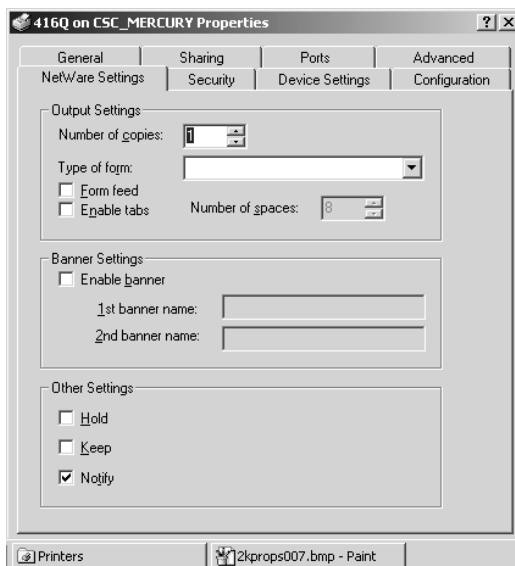 416Q on CSC_MERCURY Properties
General Sharing Ports Advanced
NetWare Settings Security Device Settings Configuration
Output Settings
Number of copies: 1
Type of form:
Form feed
Enable tabs Number of spaces: 8
Banner Settings
Enable banner
1st banner name:
2nd banner name:
Other Settings
Hold
Keep
Notify
Printers 2kprops007.bmp - Paint